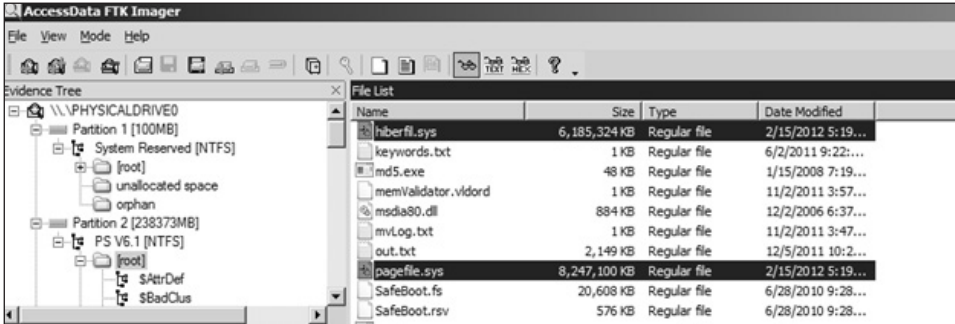 AccessData FTK Imager
File View Mode Help
TEXT HEX
Evidence Tree
\\.\PHYSICALDRIVE0
Partition 1 [100MB]
System Reserved [NTFS]
[root]
unallocated space
orphan
Partition 2 [238373MB]
PS V6.1 [NTFS]
[root]
$AttrDef
$BadClus
File List
Name Size Type Date Modified
hiberfil.sys 6,185,324 KB Regular file 2/15/2012 5:19...
keywords.txt 1 KB Regular file 6/2/2011 9:22:...
md5.exe 48 KB Regular file 1/15/2008 7:19...
memValidator.vldord 1 KB Regular file 11/2/2011 3:57...
msdia80.dll 884 KB Regular file 12/2/2006 6:37...
mvLog.txt 1 KB Regular file 11/2/2011 3:47...
out.txt 2,149 KB Regular file 12/5/2011 10:2...
pagefile.sys 8,247,100 KB Regular file 2/15/2012 5:19...
SafeBoot.fs 20,608 KB Regular file 6/28/2010 9:28...
SafeBoot.rsv 576 KB Regular file 6/28/2010 9:28...